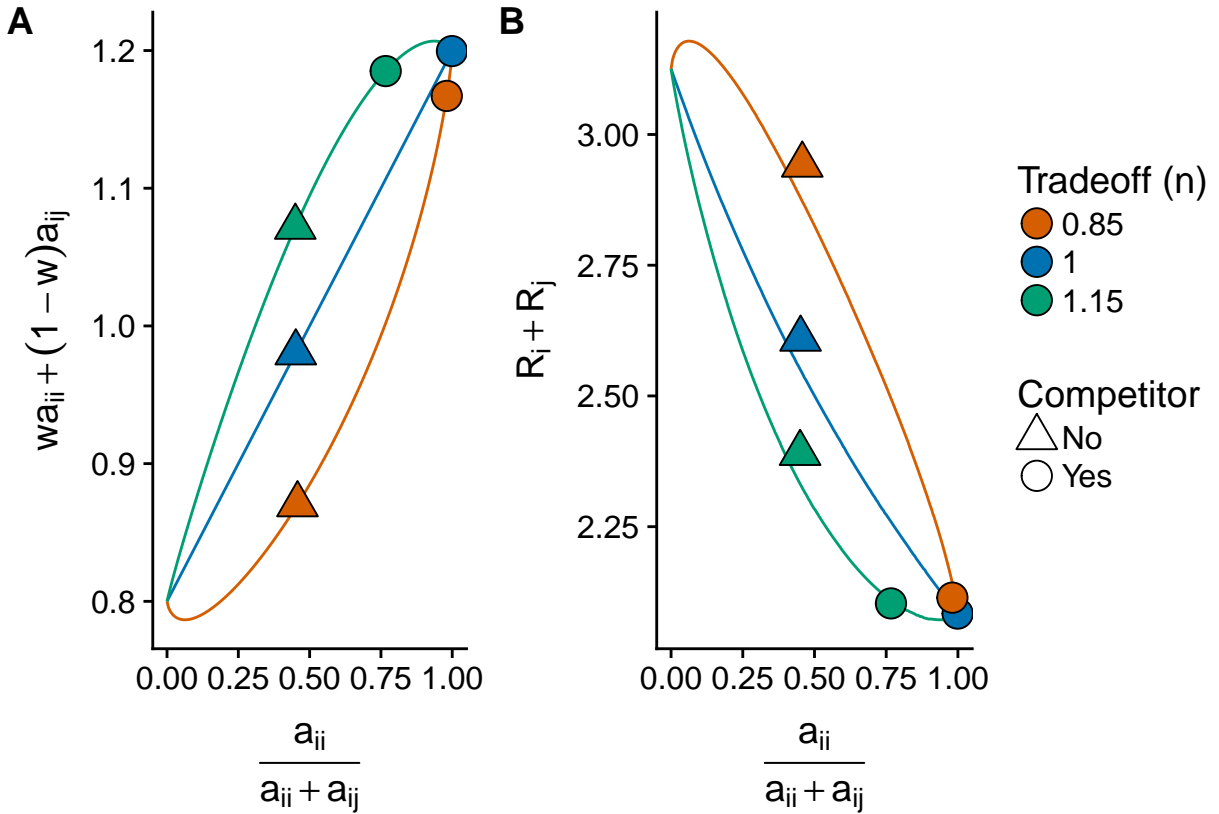 A
wa_ii + (1 − w)a_ij
1.2
1.1
1.0
0.9
0.8
0.00 0.25 0.50 0.75 1.00
a_ii
a_ii + a_ij
B
R_i + R_j
3.00
2.75
2.50
2.25
0.00 0.25 0.50 0.75 1.00
a_ii
a_ii + a_ij
Tradeoff (n)
0.85
1
1.15
Competitor
No
Yes